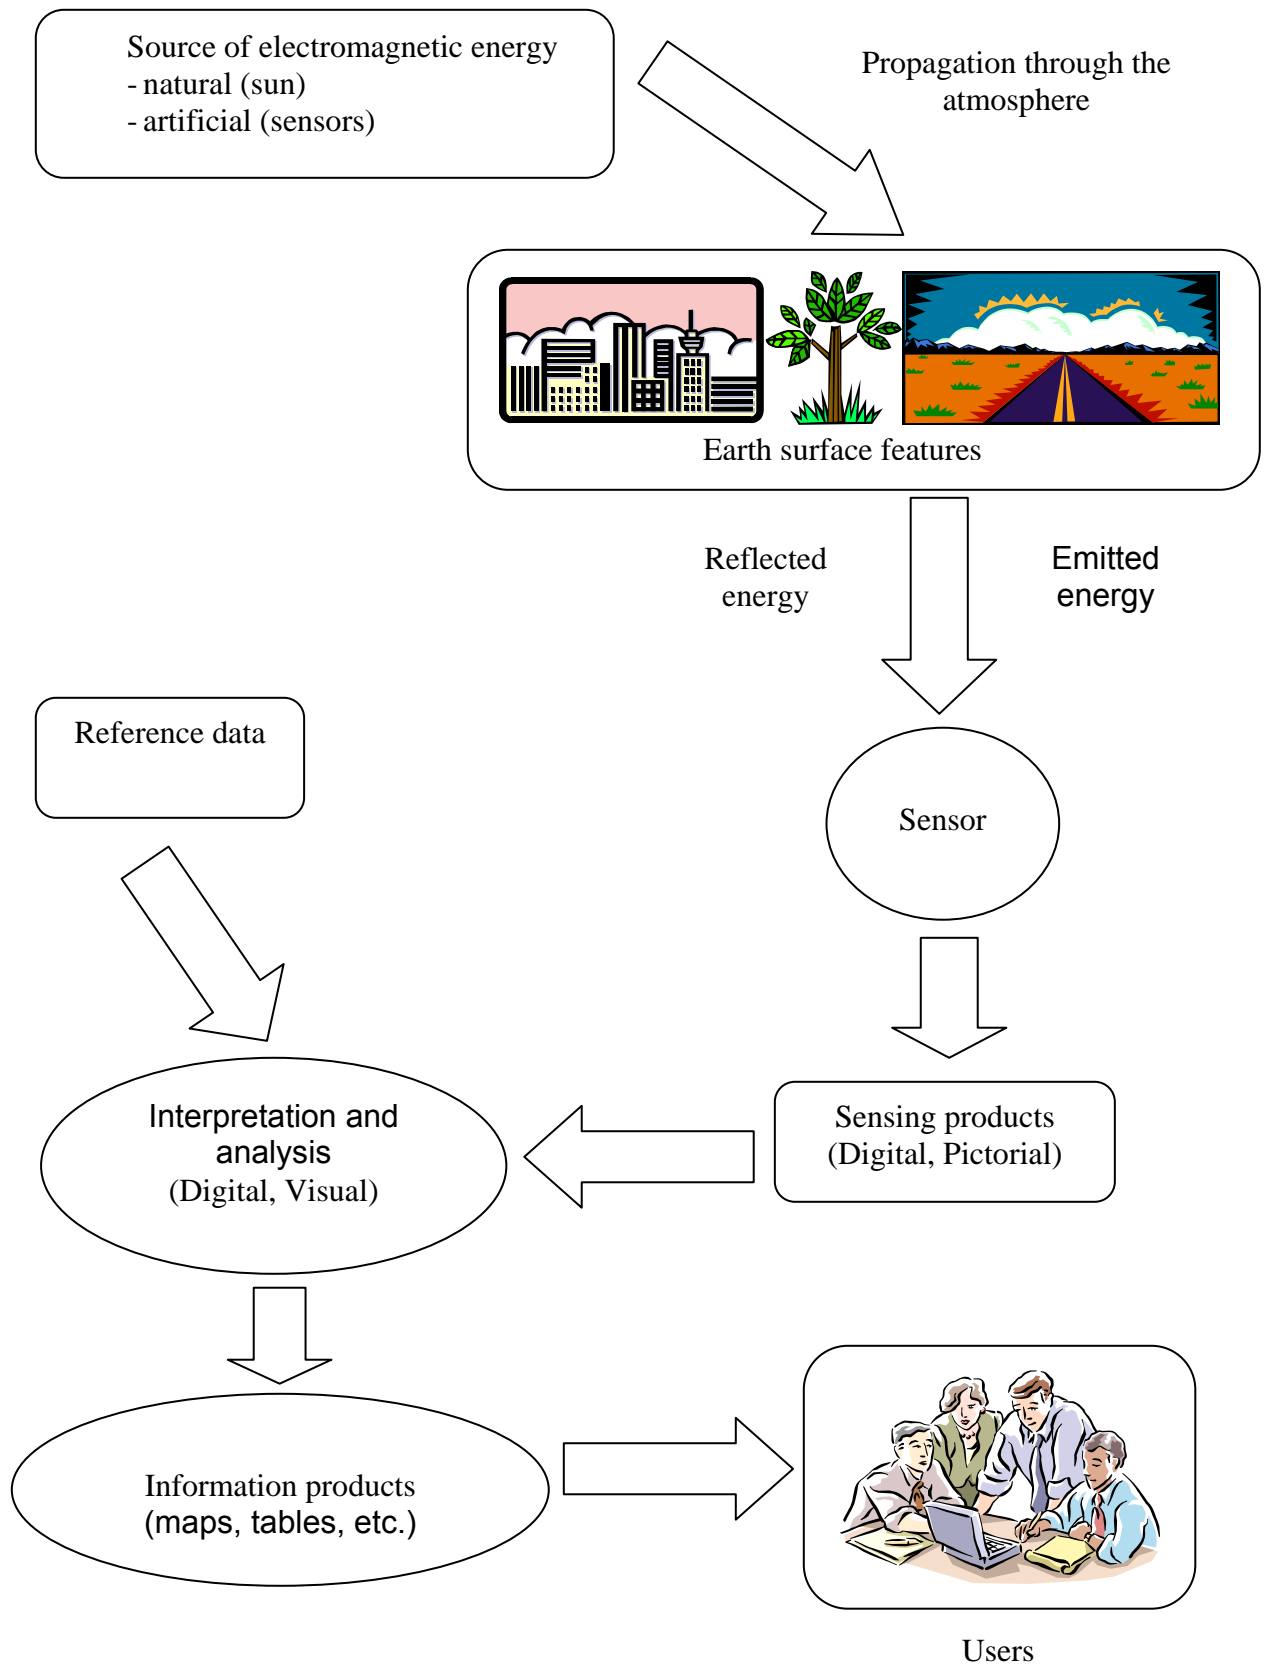 Source of electromagnetic energy
- natural (sun)
- artificial (sensors)
Propagation through the
atmosphere
Earth surface features
Reflected
energy
Emitted
energy
Reference data
Sensor
Interpretation and
analysis
(Digital, Visual)
Sensing products
(Digital, Pictorial)
Information products
(maps, tables, etc.)
Users